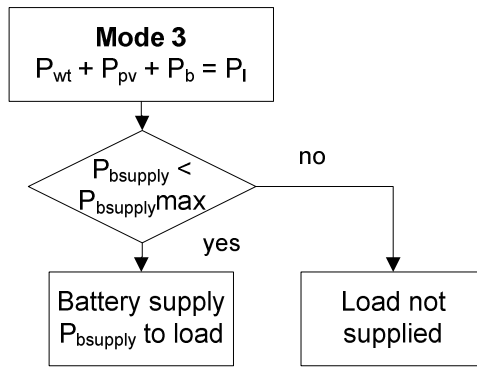 Mode 3
Pwt + Ppv + Pb = Pl
Pbsupply <
Pbsupplymax
no
yes
Battery supply
Pbsupply to load
Load not
supplied